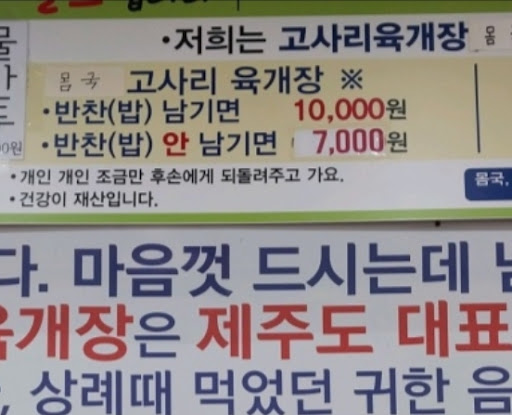 •저희는 고사리육개장
몸국 고사리 육개장 ※
•반찬(밥) 남기면 10,000원
•반찬(밥) 안 남기면 7,000원
•개인 개인 조금만 후손에게 되돌려주고 가요.
•건강이 재산입니다.
몸국,
다. 마음껏 드시는데
육개장은 제주도 대표
상례때 먹었던 귀한 음